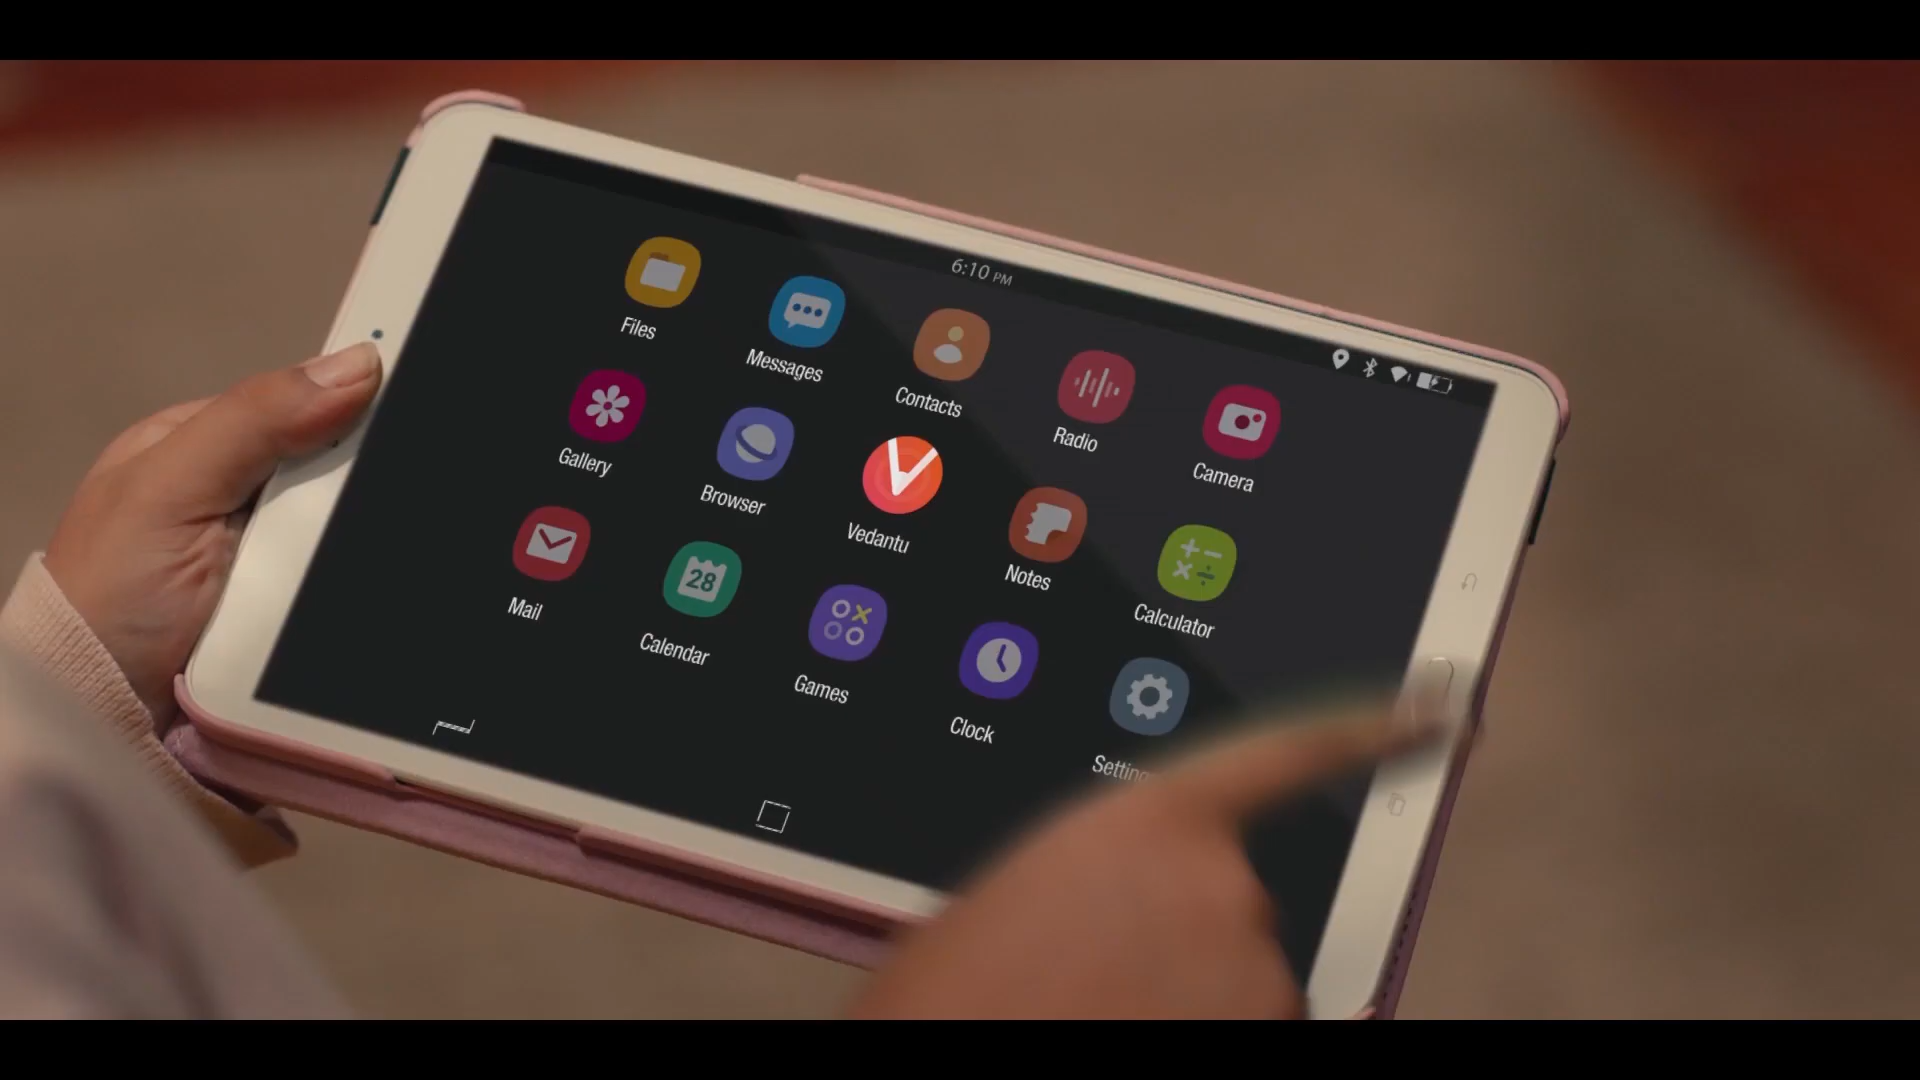 6:10 PM
Files
Messages
Contacts
Radio
Camera
Gallery
Browser
Vedantu
Notes
Calculator
Mail
28
Calendar
Games
Clock